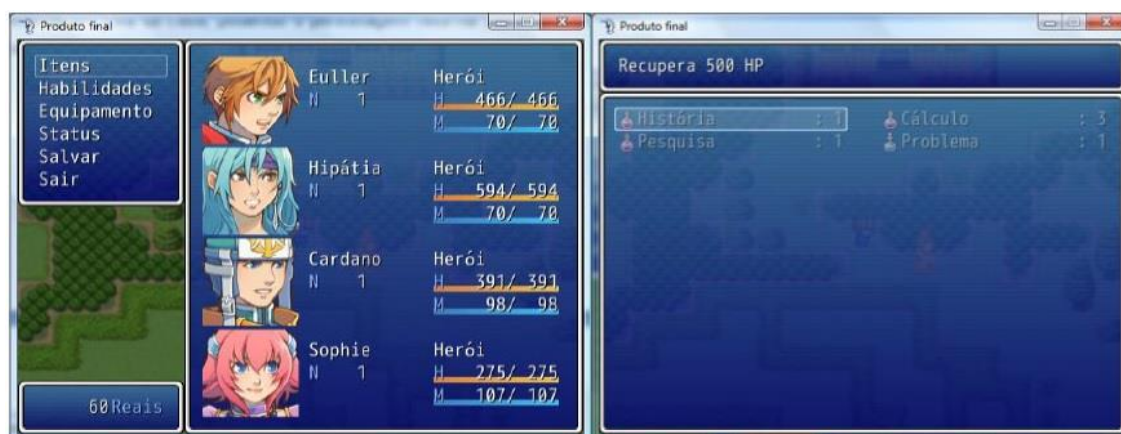 Produto final
Itens
Habilidades
Equipamento
Status
Salvar
Sair
Euller Herói
N 1 H 466/ 466
M 70/ 70
Hipátia Herói
N 1 H 594/ 594
M 70/ 70
Cardano Herói
N 1 H 391/ 391
M 98/ 98
Sophie Herói
N 1 H 275/ 275
M 107/ 107
60Reais
Produto final
Recupera 500 HP
História : 1 Cálculo : 3
Pesquisa : 1 Problema : 1